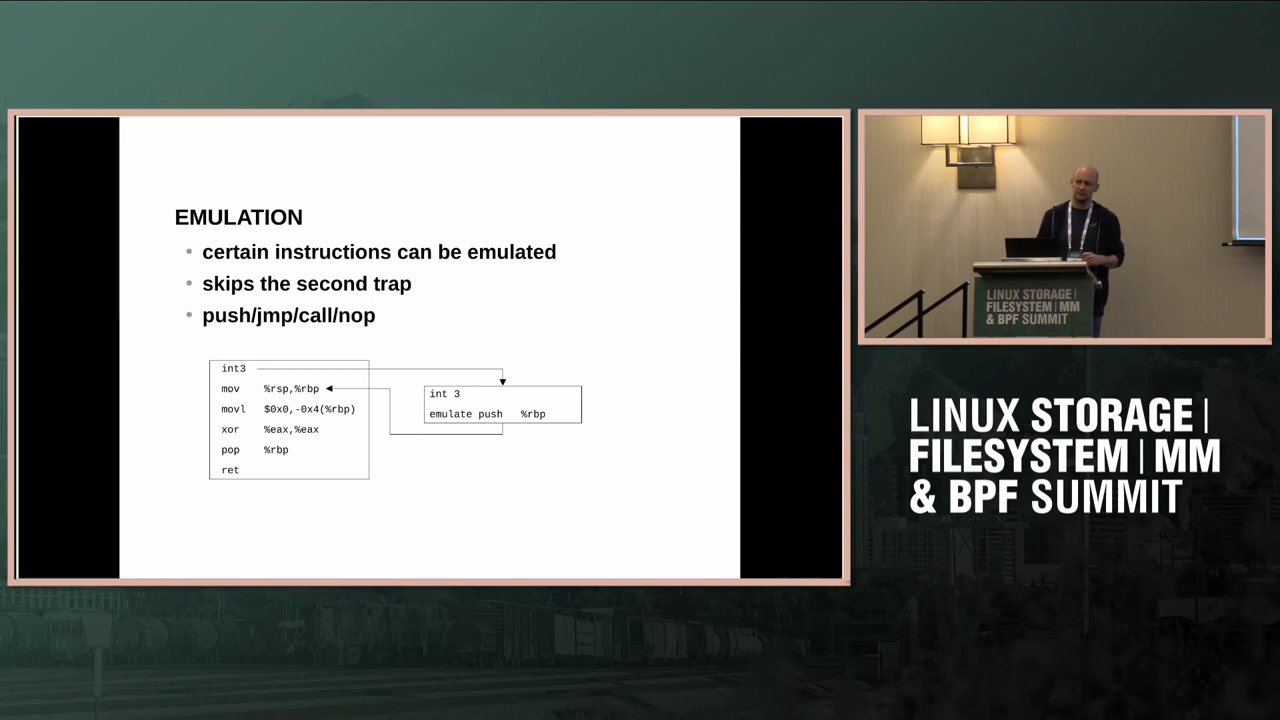 EMULATION
certain instructions can be emulated
skips the second trap
push/jmp/call/nop
int3
mov %rsp,%rbp
movl $0x0,-0x4(%rbp)
xor %eax,%eax
pop %rbp
ret
int 3
emulate push %rbp
LINUX STORAGE |
FILESYSTEM | MM
& BPF SUMMIT
LINUX STORAGE |
FILESYSTEM | MM
& BPF SUMMIT